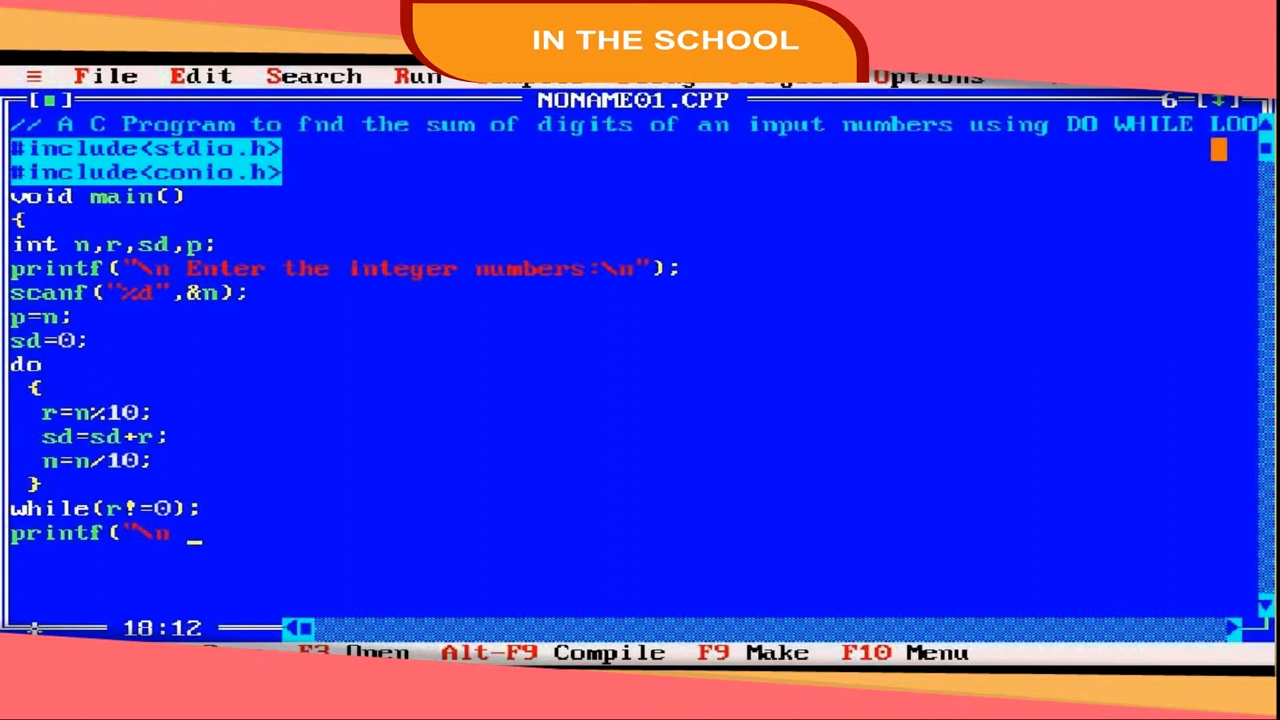 IN THE SCHOOL
≡ File Edit Search Run Options
[■] NONAME01.CPP 6=[↕]
// A C Program to fnd the sum of digits of an input numbers using DO WHILE LOO
#include<stdio.h>
#include<conio.h>
void main()
{
int n,r,sd,p;
printf("\n Enter the integer numbers:\n");
scanf("%d",&n);
p=n;
sd=0;
do
{
r=n%10;
sd=sd+r;
n=n/10;
}
while(r!=0);
printf("\n _
18:12
F3 Open Alt-F9 Compile F9 Make F10 Menu